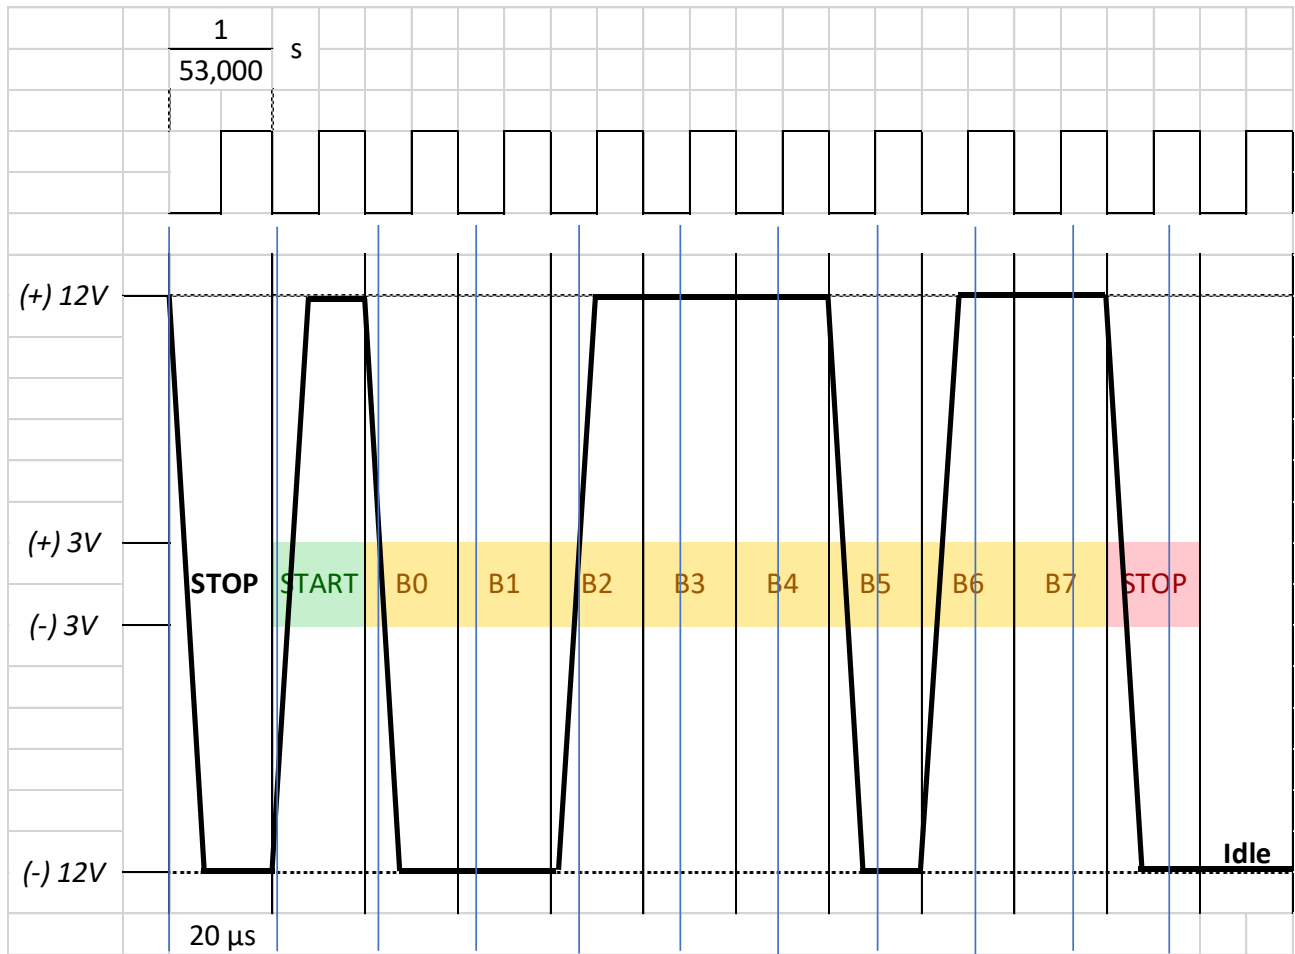 1
53,000
s
(+) 12V
(+) 3V
STOP START B0 B1 B2 B3 B4 B5 B6 B7 STOP
(-) 3V
(-) 12V
Idle
20 µs